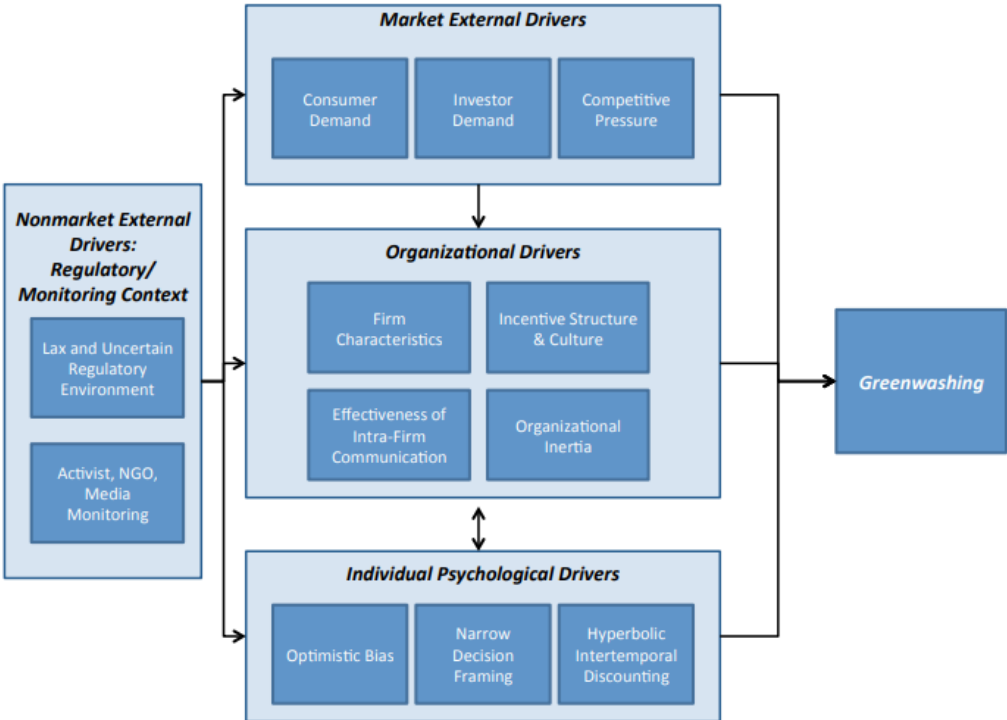 Market External Drivers
Consumer
Demand
Investor
Demand
Competitive
Pressure
Nonmarket External
Drivers:
Regulatory/
Monitoring Context
Lax and Uncertain
Regulatory
Environment
Activist, NGO,
Media
Monitoring
Organizational Drivers
Firm
Characteristics
Incentive Structure
& Culture
Effectiveness of
Intra-Firm
Communication
Organizational
Inertia
Individual Psychological Drivers
Optimistic Bias
Narrow
Decision
Framing
Hyperbolic
Intertemporal
Discounting
Greenwashing